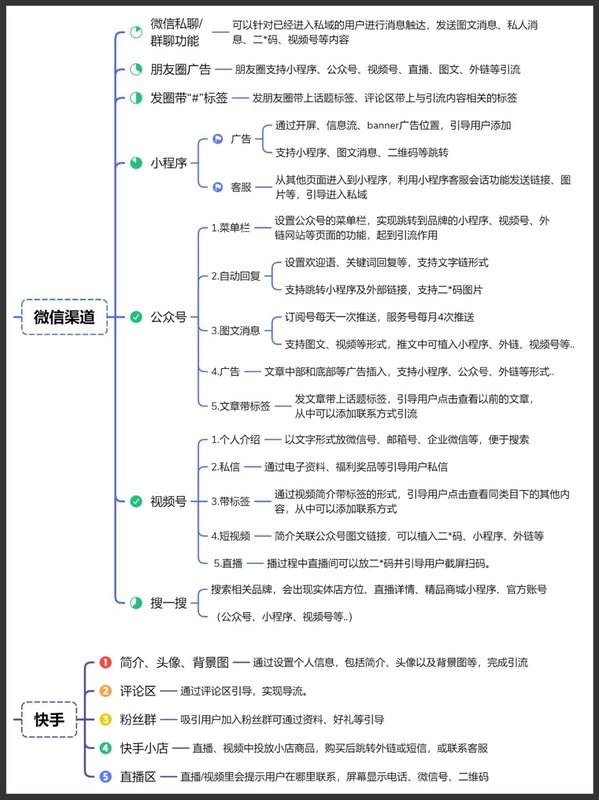 微信渠道
微信私聊/
群聊功能
可以针对已经进入私域的用户进行消息触达，发送图文消息、私人消
息、二*码、视频号等内容
朋友圈广告
朋友圈支持小程序、公众号、视频号、直播、图文、外链等引流
发圈带“#”标签
发朋友圈带上话题标签、评论区带上与引流内容相关的标签
小程序
广告
通过开屏、信息流、banner广告位置，引导用户添加
支持小程序、图文消息、二维码等跳转
客服
从其他页面进入到小程序，利用小程序客服会话功能发送链接、图
片等，引导进入私域
公众号
1.菜单栏
设置公众号的菜单栏，实现跳转到品牌的小程序、视频号、外
链网站等页面的功能，起到引流作用
2.自动回复
设置欢迎语、关键词回复等，支持文字链形式
支持跳转小程序及外部链接，支持二*码图片
3.图文消息
订阅号每天一次推送，服务号每月4次推送
支持图文、视频等形式，推文中可植入小程序、外链、视频号等..
4.广告
文章中部和底部等广告插入，支持小程序、公众号、外链等形式..
5.文章带标签
发文章带上话题标签，引导用户点击查看以前的文章，
从中可以添加联系方式引流
视频号
1.个人介绍
以文字形式放微信号、邮箱号、企业微信等，便于搜索
2.私信
通过电子资料、福利奖品等引导用户私信
3.带标签
通过视频简介带标签的形式，引导用户点击查看同类目下的其他内
容，从中可以添加联系方式
4.短视频
简介关联公众号图文链接，可以植入二*码、小程序、外链等
5.直播
播过程中直播间可以放二*码并引导用户截屏扫码。
搜一搜
搜索相关品牌，会出现实体店方位、直播详情、精品商城小程序、官方账号
（公众号、小程序、视频号等..）
快手
1
简介、头像、背景图
通过设置个人信息，包括简介、头像以及背景图等，完成引流
2
评论区
通过评论区引导，实现导流。
3
粉丝群
吸引用户加入粉丝群可通过资料、好礼等引导
4
快手小店
直播、视频中投放小店商品，购买后跳转外链或短信，或联系客服
5
直播区
直播/视频里会提示用户在哪里联系，屏幕显示电话、微信号、二维码